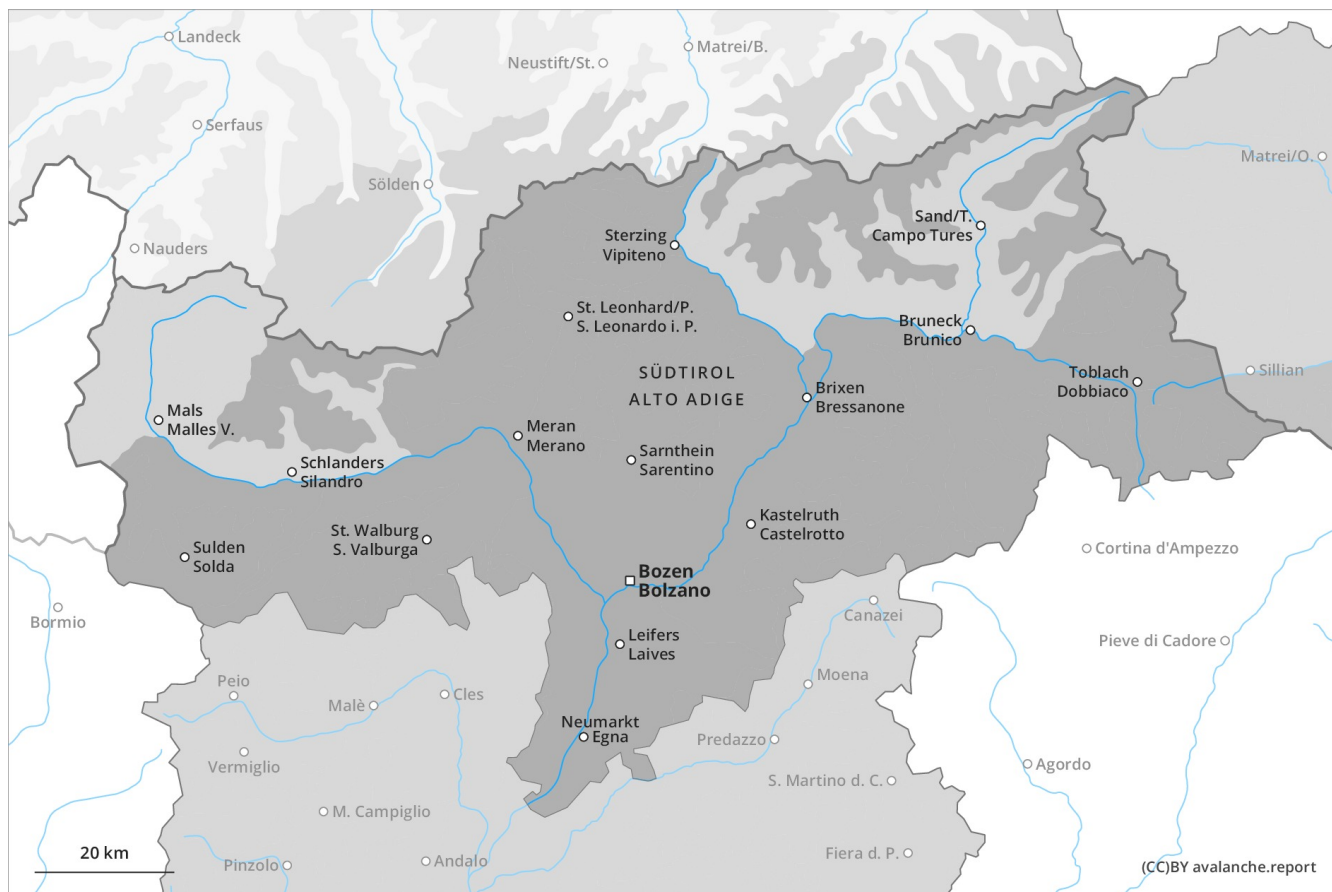 Landeck
Matrei/B.
Neustift/St.
Serfaus
Matrei/O.
Sölden
Sand/T.
Campo Tures
Sterzing
Vipiteno
Nauders
St. Leonhard/P.
S. Leonardo i. P.
Bruneck
Brunico
SÜDTIROL
ALTO ADIGE
Toblach
Dobbiaco
Sillian
Brixen
Bressanone
Mals
Malles V.
Meran
Merano
Sarnthein
Sarentino
Schlanders
Silandro
Kastelruth
Castelrotto
St. Walburg
S. Valburga
Sulden
Solda
Cortina d'Ampezzo
Bozen
Bolzano
Bormio
Canazei
Leifers
Laives
Pieve di Cadore
Peio
Moena
Malè
Cles
Neumarkt
Egna
Predazzo
Vermiglio
Agordo
S. Martino d. C.
M. Campiglio
20 km
Pinzolo
Andalo
Fiera d. P.
(CC)BY avalanche.report